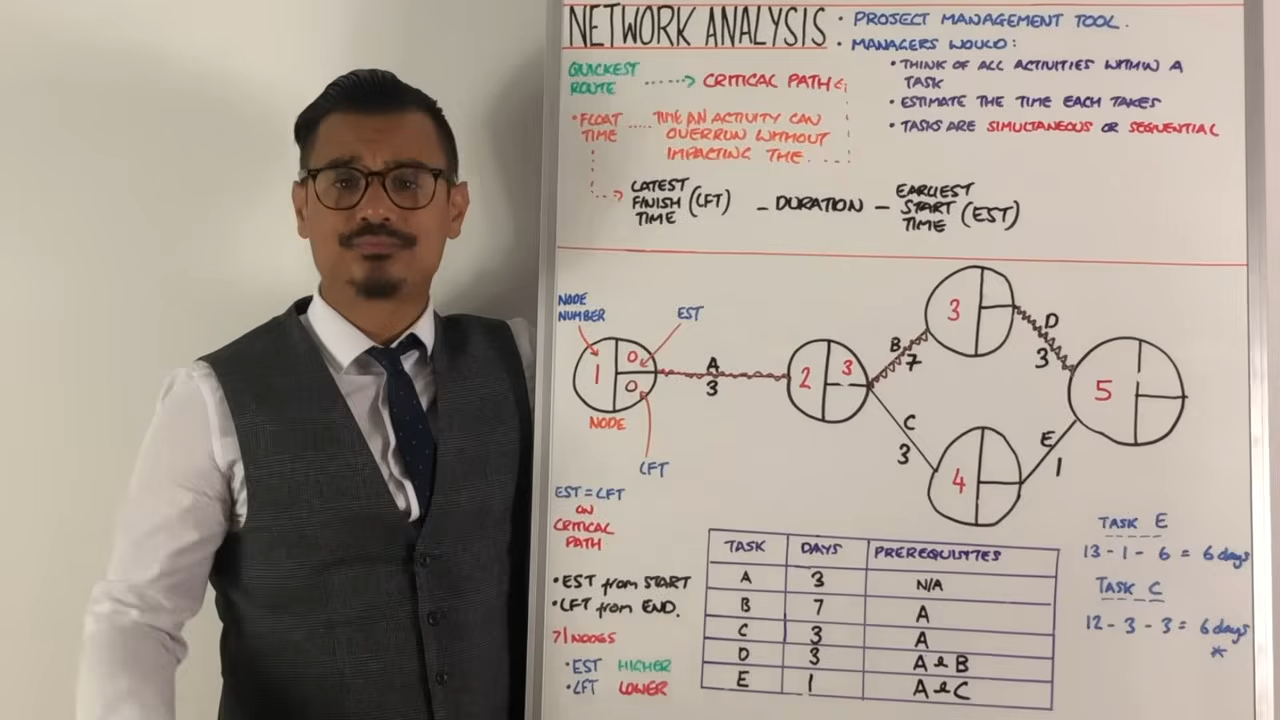 NETWORK ANALYSIS
• PROJECT MANAGEMENT TOOL.
• MANAGERS WOULD:
• THINK OF ALL ACTIVITIES WITHIN A
TASK
• ESTIMATE THE TIME EACH TAKES
• TASKS ARE SIMULTANEOUS OR SEQUENTIAL
QUICKEST
ROUTE
CRITICAL PATH
• FLOAT
TIME
TIME AN ACTIVITY CAN
OVERRUN WITHOUT
IMPACTING THE
LATEST
FINISH (LFT)
TIME
- DURATION -
EARLIEST
START (EST)
TIME
NODE
NUMBER
EST
1
0
0
NODE
LFT
A
3
2
3
B
7
C
3
3
D
3
4
E
1
5
EST = LFT
ON
CRITICAL
PATH
• EST from START
• LFT from END.
7/NODES
• EST HIGHER
• LFT LOWER
TASK DAYS PREREQUISITES
A 3 N/A
B 7 A
C 3 A
D 3 A & B
E 1 A & C
TASK E
13 - 1 - 6 = 6 days
TASK C
12 - 3 - 3 = 6 days
*